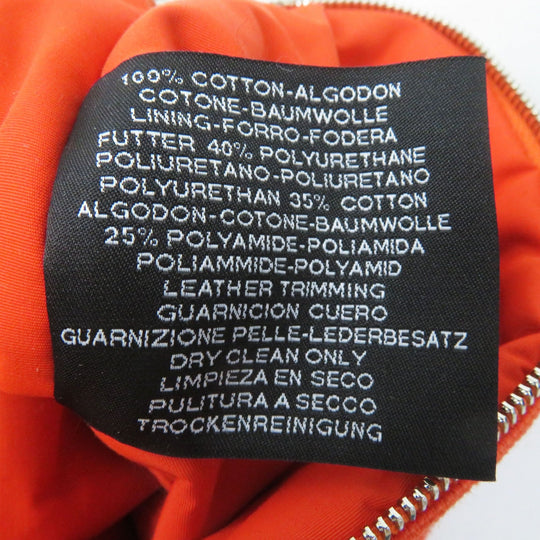 100% COTTON-ALGODON
COTONE-BAUMWOLLE
LINING-FORRO-FODERA
FUTTER 40% POLYURETHANE
POLIURETANO-POLIURETANO
POLYURETHAN 35% COTTON
ALGODON-COTONE-BAUMWOLLE
25% POLYAMIDE-POLIAMIDA
POLIAMMIDE-POLYAMID
LEATHER TRIMMING
GUARNICION CUERO
GUARNIZIONE PELLE-LEDERBESATZ
DRY CLEAN ONLY
LIMPIEZA EN SECO
PULITURA A SECCO
TROCKENREINIGUNG